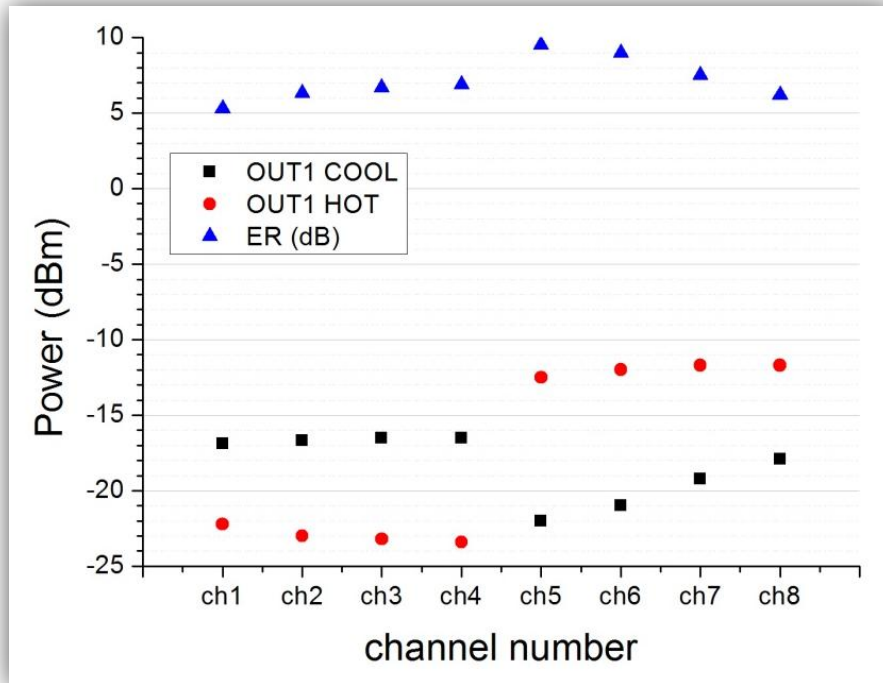 10
5
0
-5
-10
-15
-20
-25
Power (dBm)
OUT1 COOL
OUT1 HOT
ER (dB)
ch1 ch2 ch3 ch4 ch5 ch6 ch7 ch8
channel number